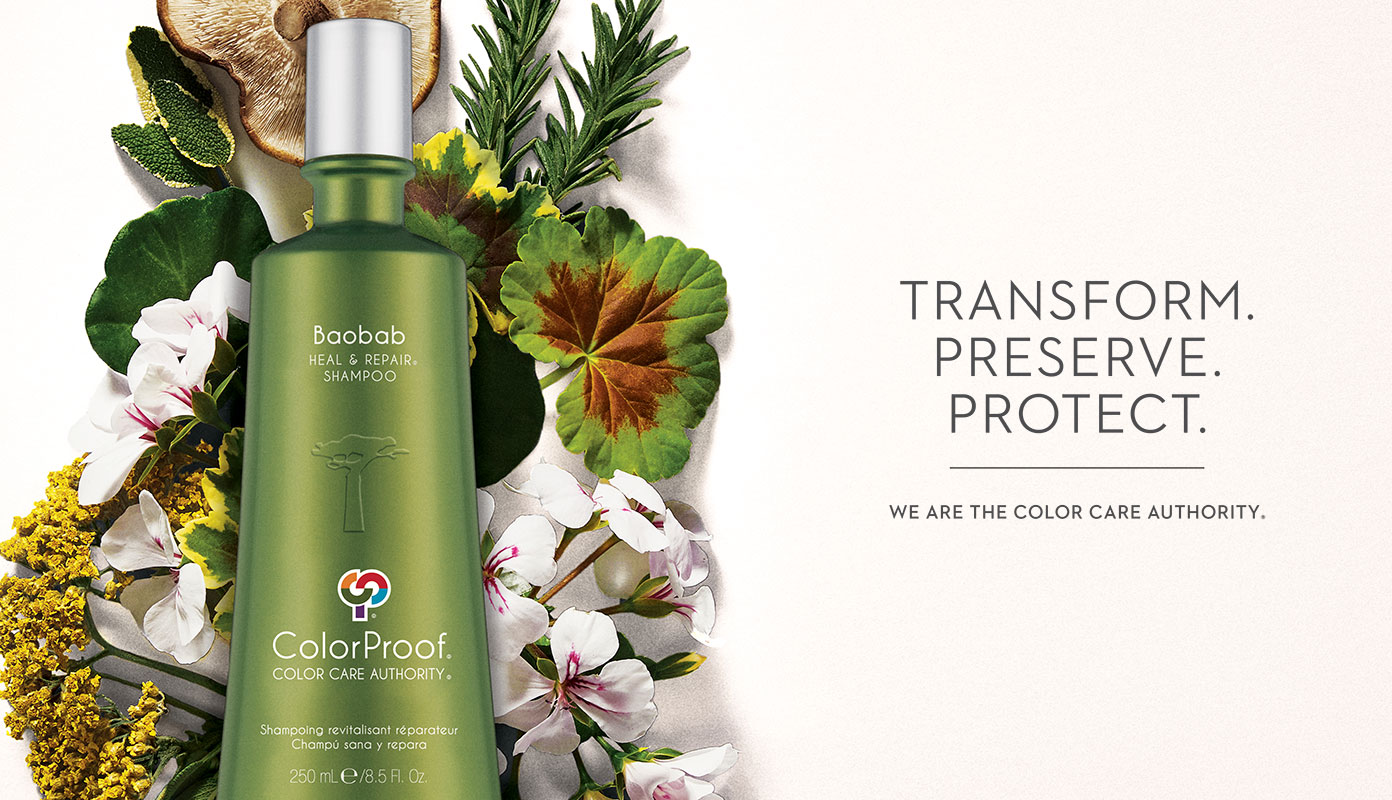 Baobab
HEAL & REPAIR®
SHAMPOO
ColorProof®
COLOR CARE AUTHORITY®
Shampoing revitalisant réparateur
Champú sana y repara
250 mL ℮/8.5 Fl. Oz.
TRANSFORM.
PRESERVE.
PROTECT.
WE ARE THE COLOR CARE AUTHORITY®